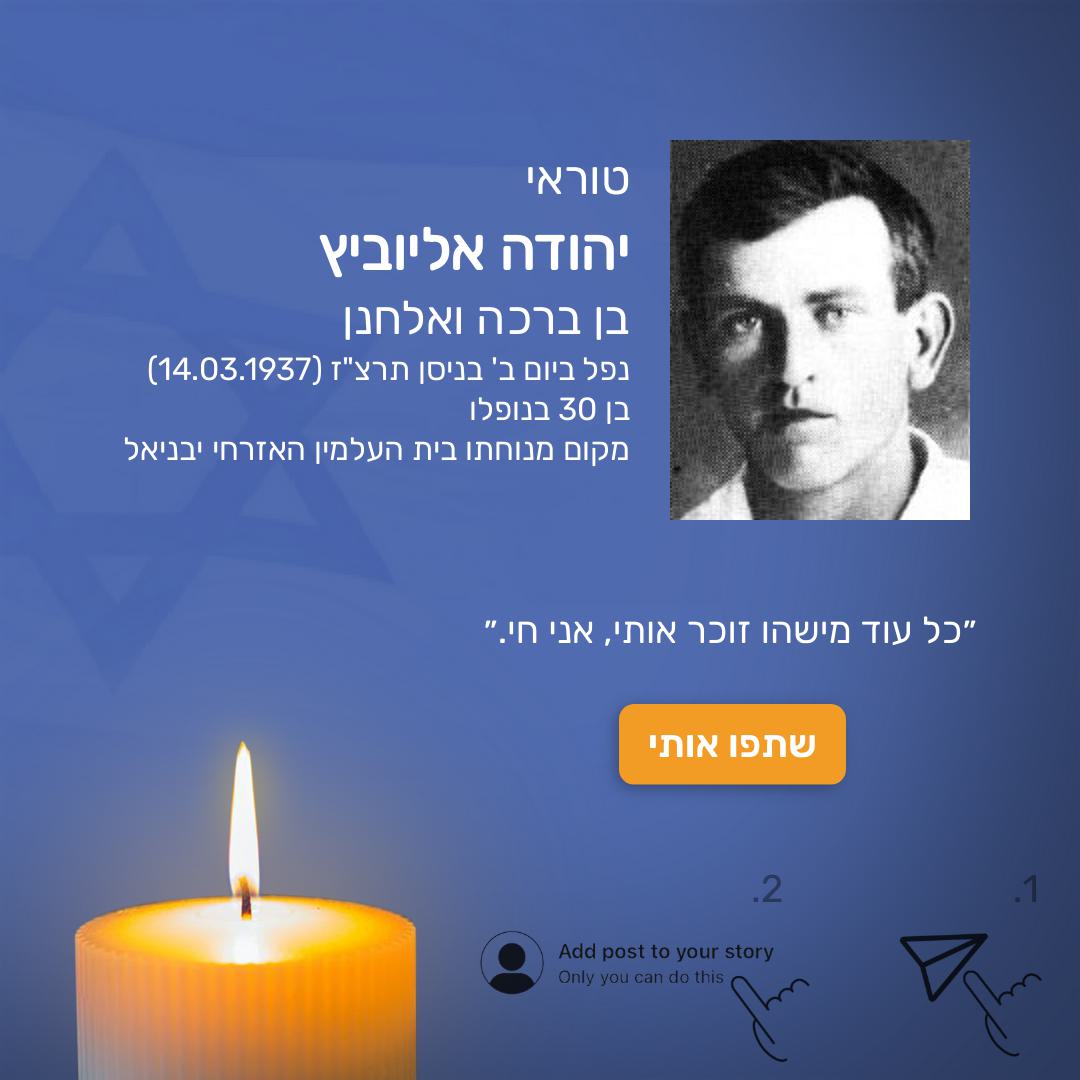 טוראי
יהודה אליוביץ
בן ברכה ואלחנן
נפל ביום ב' בניסן תרצ"ז (14.03.1937)
בן 30 בנופלו
מקום מנוחתו בית העלמין האזרחי יבניאל
״כל עוד מישהו זוכר אותי, אני חי.״
שתפו אותי
1.
2.
Add post to your story
Only you can do this